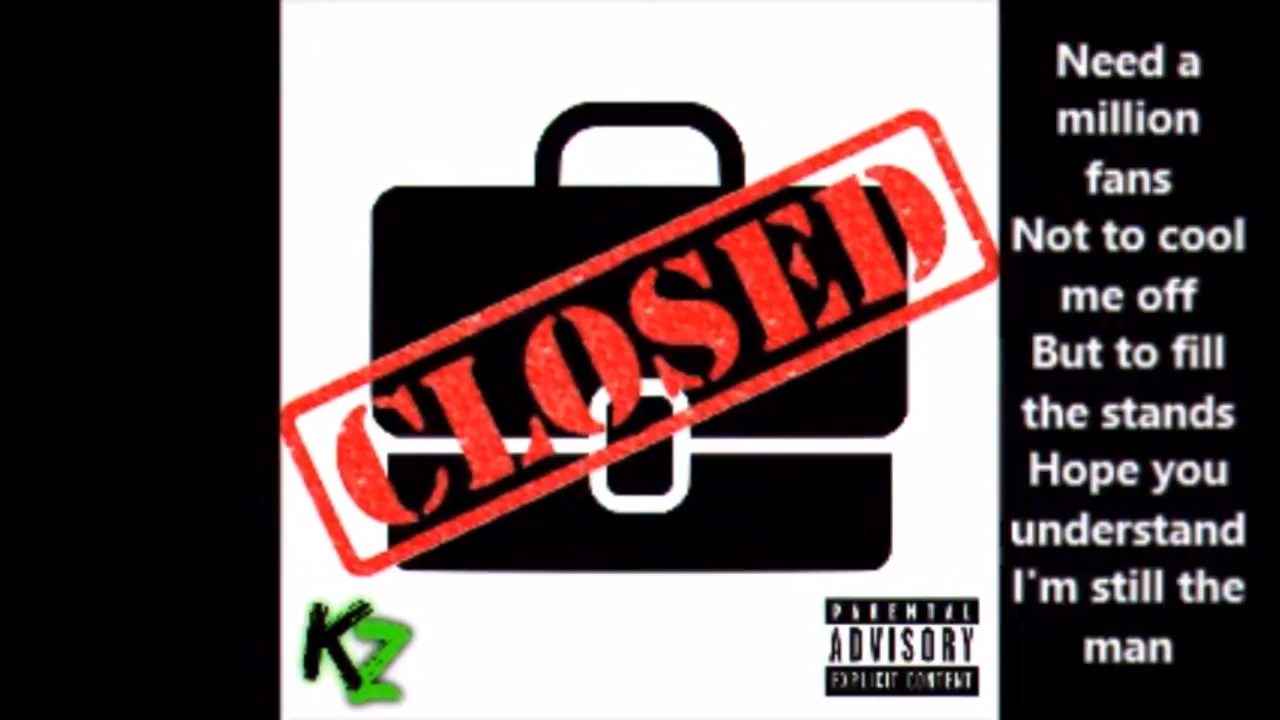 CLOSED
KZ
PARENTAL
ADVISORY
EXPLICIT CONTENT
Need a
million
fans
Not to cool
me off
But to fill
the stands
Hope you
understand
I'm still the
man